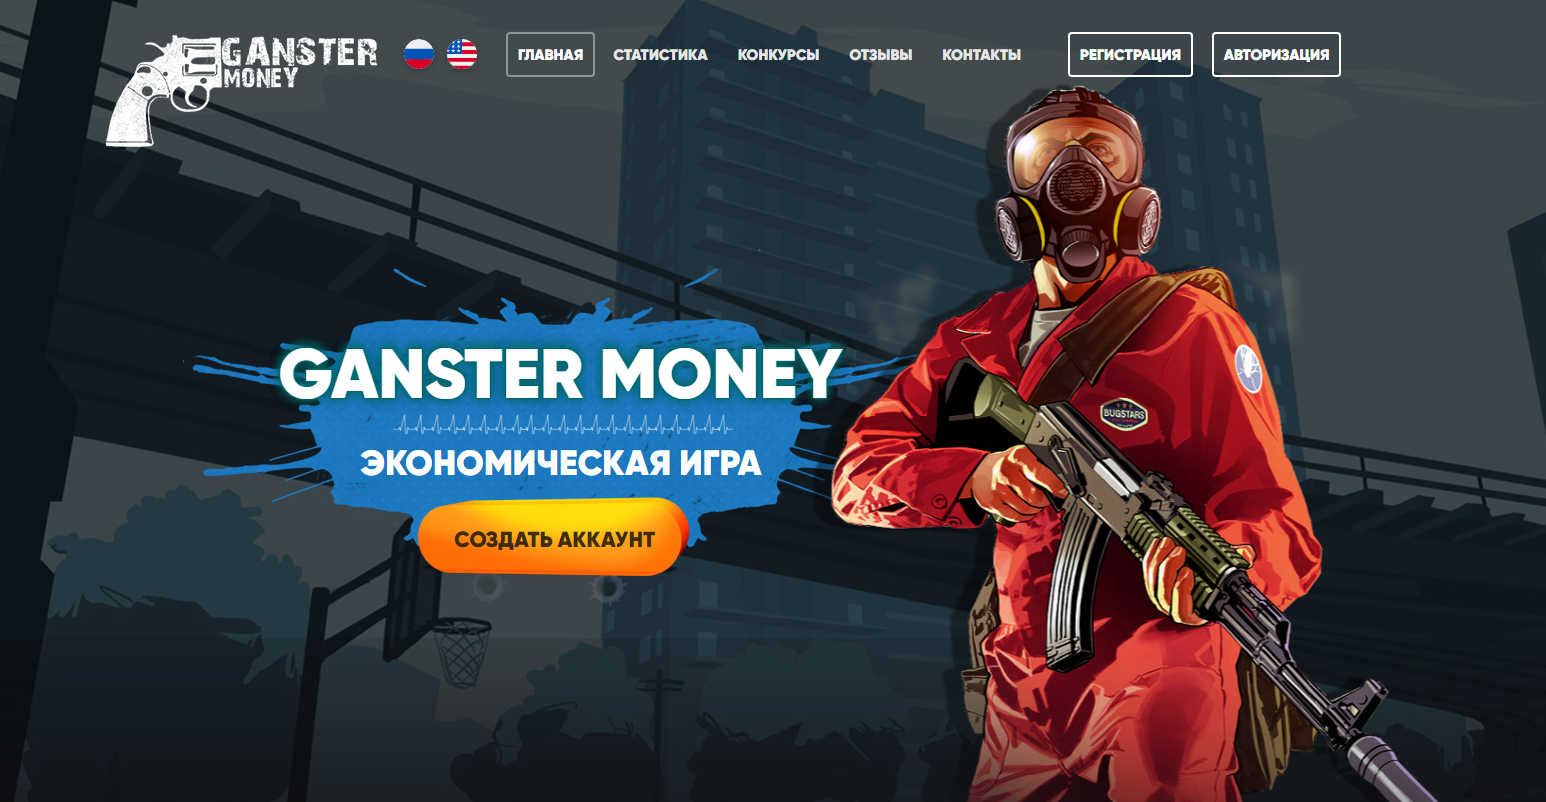 GANSTER
MONEY
ГЛАВНАЯ
СТАТИСТИКА
КОНКУРСЫ
ОТЗЫВЫ
КОНТАКТЫ
РЕГИСТРАЦИЯ
АВТОРИЗАЦИЯ
GANSTER MONEY
ЭКОНОМИЧЕСКАЯ ИГРА
СОЗДАТЬ АККАУНТ
BUGSTARS